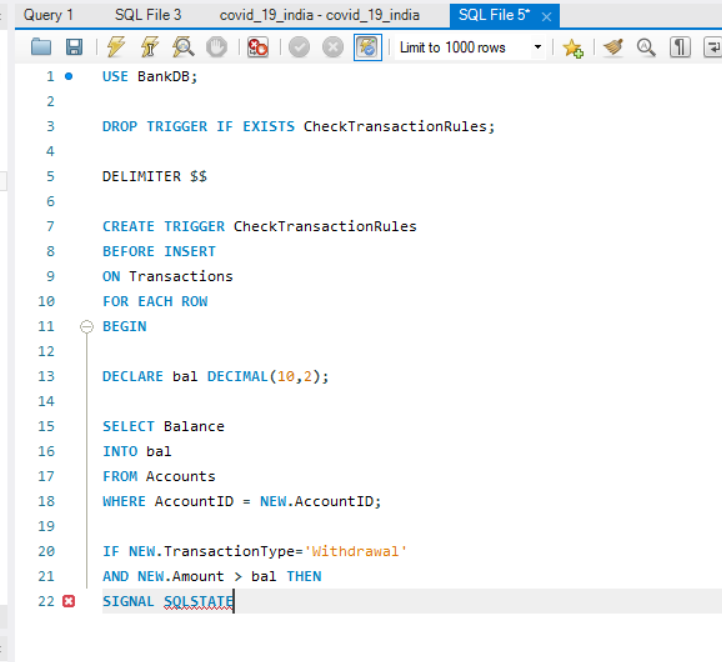 Query 1 SQL File 3 covid_19_india - covid_19_india SQL File 5* ×
Limit to 1000 rows
1 USE BankDB;
2
3 DROP TRIGGER IF EXISTS CheckTransactionRules;
4
5 DELIMITER $$
6
7 CREATE TRIGGER CheckTransactionRules
8 BEFORE INSERT
9 ON Transactions
10 FOR EACH ROW
11 BEGIN
12
13 DECLARE bal DECIMAL(10,2);
14
15 SELECT Balance
16 INTO bal
17 FROM Accounts
18 WHERE AccountID = NEW.AccountID;
19
20 IF NEW.TransactionType='Withdrawal'
21 AND NEW.Amount > bal THEN
22 SIGNAL SQLSTATE